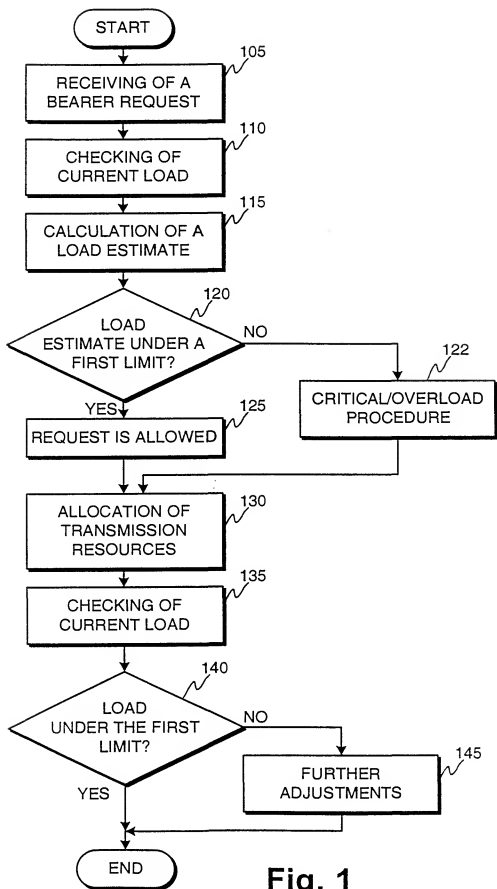 START
105
RECEIVING OF A
BEARER REQUEST
110
CHECKING OF
CURRENT LOAD
115
CALCULATION OF A
LOAD ESTIMATE
120
LOAD
ESTIMATE UNDER A
FIRST LIMIT?
NO
122
CRITICAL/OVERLOAD
PROCEDURE
YES
125
REQUEST IS ALLOWED
130
ALLOCATION OF
TRANSMISSION
RESOURCES
135
CHECKING OF
CURRENT LOAD
140
LOAD
UNDER THE FIRST
LIMIT?
NO
145
FURTHER
ADJUSTMENTS
YES
END
Fig. 1